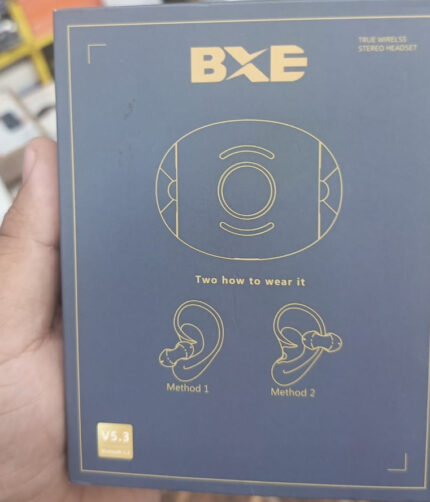 BXE
TRUE WIRELSS
STEREO HEADSET
Two how to wear it
Method 1
Method 2
V5.3